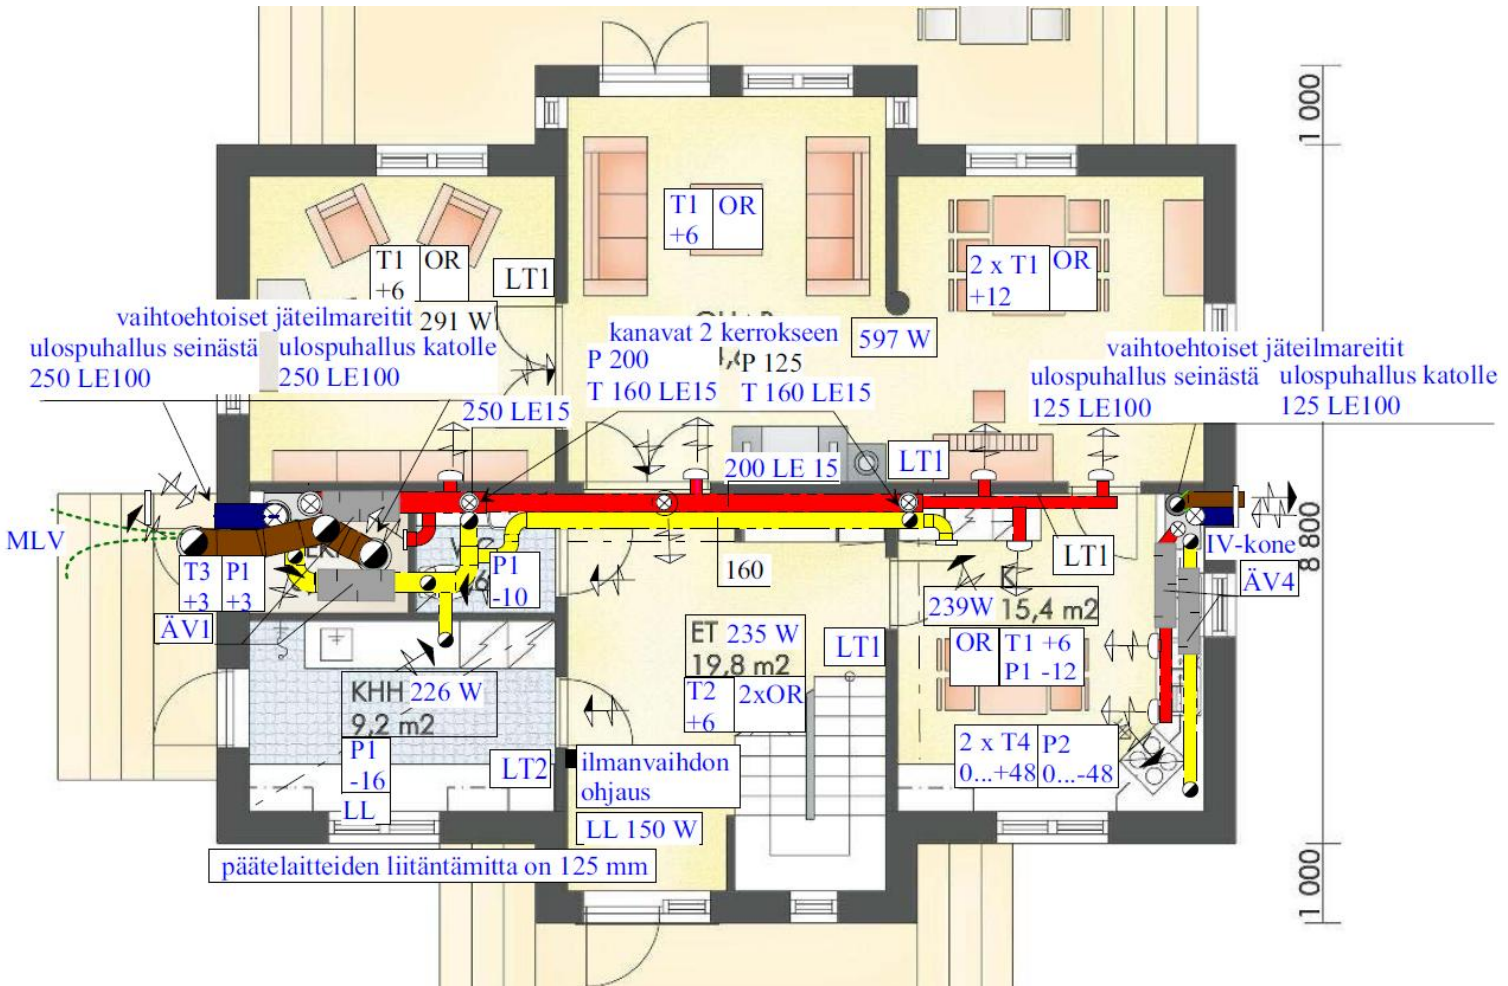 1 000
T1
+6
OR
T1
+6
OR
LT1
2 x T1
+12
OR
291 W
597 W
vaihtoehtoiset jäteilmareitit
ulospuhallus seinästä
250 LE100
ulospuhallus katolle
250 LE100
kanavat 2 kerrokseen
P 200
T 160 LE15
P 125
T 160 LE15
vaihtoehtoiset jäteilmareitit
ulospuhallus seinästä
125 LE100
ulospuhallus katolle
125 LE100
250 LE15
200 LE 15
LT1
MLV
T3
+3
P1
+3
ÄV1
P1
-10
160
LT1
IV-kone
ÄV4
8 800
K
239W
15,4 m2
ET
235 W
19,8 m2
LT1
OR
T1 +6
P1 -12
T2
+6
2xOR
KHH
226 W
9,2 m2
P1
-16
LL
LT2
ilmanvaihdon
ohjaus
LL 150 W
2 x T4
0...+48
P2
0...-48
päätelaitteiden liitäntämitta on 125 mm
1 000